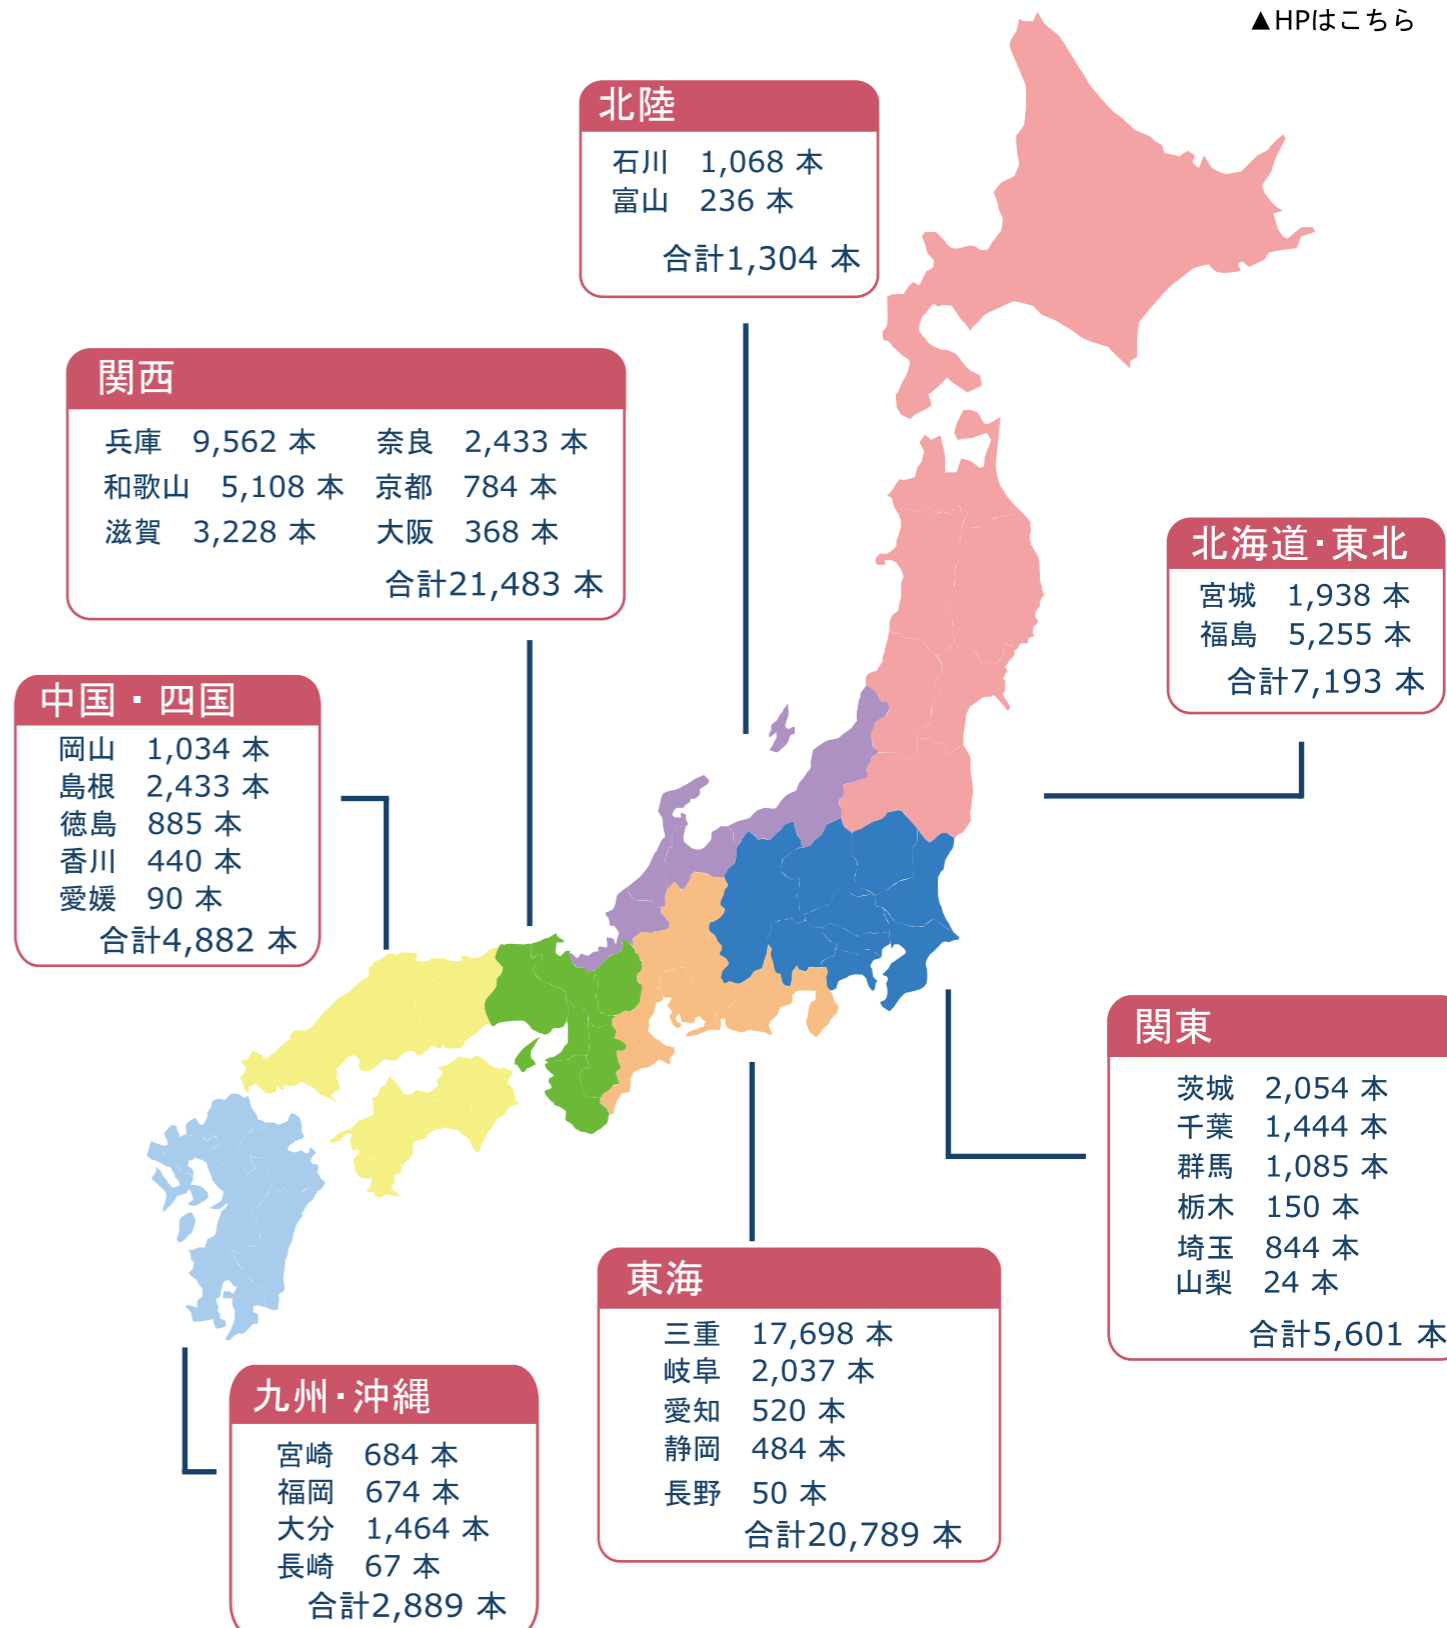 ▲HPはこちら
北陸
石川 1,068 本
富山 236 本
合計1,304 本
関西
兵庫 9,562 本 奈良 2,433 本
和歌山 5,108 本 京都 784 本
滋賀 3,228 本 大阪 368 本
合計21,483 本
北海道・東北
宮城 1,938 本
福島 5,255 本
合計7,193 本
中国・四国
岡山 1,034 本
島根 2,433 本
徳島 885 本
香川 440 本
愛媛 90 本
合計4,882 本
関東
茨城 2,054 本
千葉 1,444 本
群馬 1,085 本
栃木 150 本
埼玉 844 本
山梨 24 本
合計5,601 本
東海
三重 17,698 本
岐阜 2,037 本
愛知 520 本
静岡 484 本
長野 50 本
合計20,789 本
九州・沖縄
宮崎 684 本
福岡 674 本
大分 1,464 本
長崎 67 本
合計2,889 本